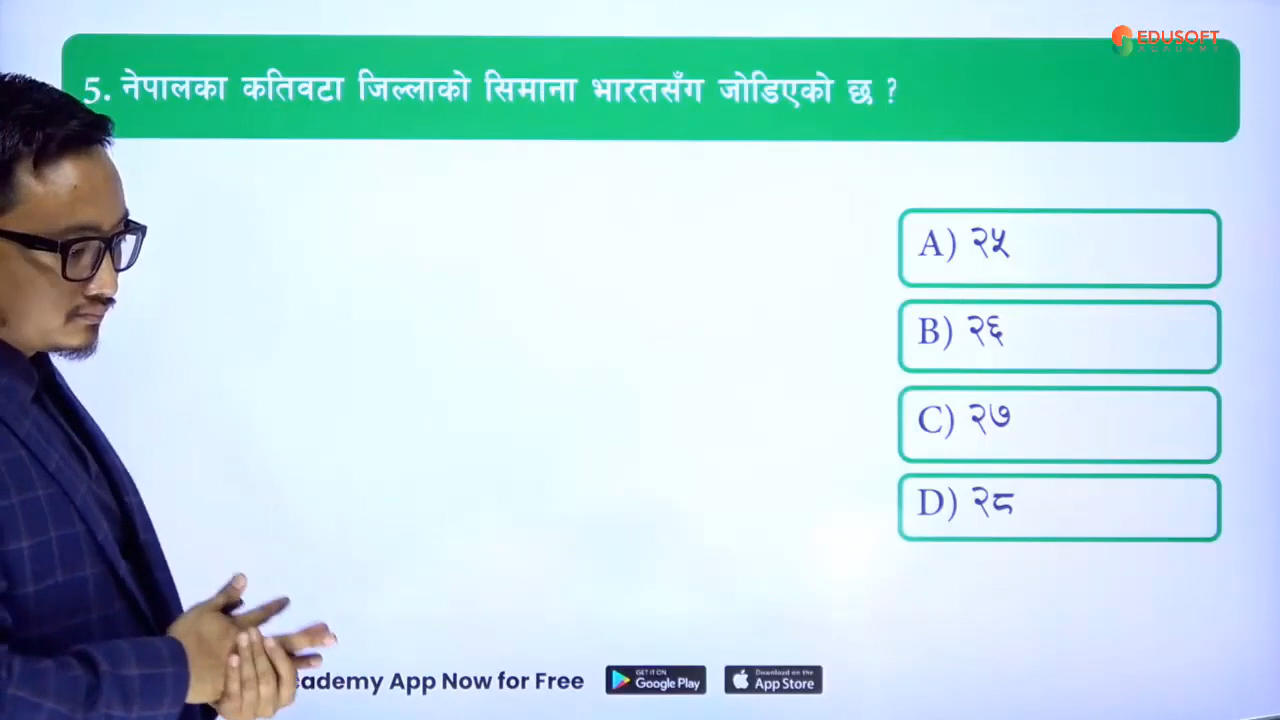 EDUSOFT
ACADEMY
5. नेपालका कतिवटा जिल्लाको सिमाना भारतसँग जोडिएको छ ?
A) २५
B) २६
C) २७
D) २८
App Now for Free
GET IT ON
Google Play
Download on the
App Store